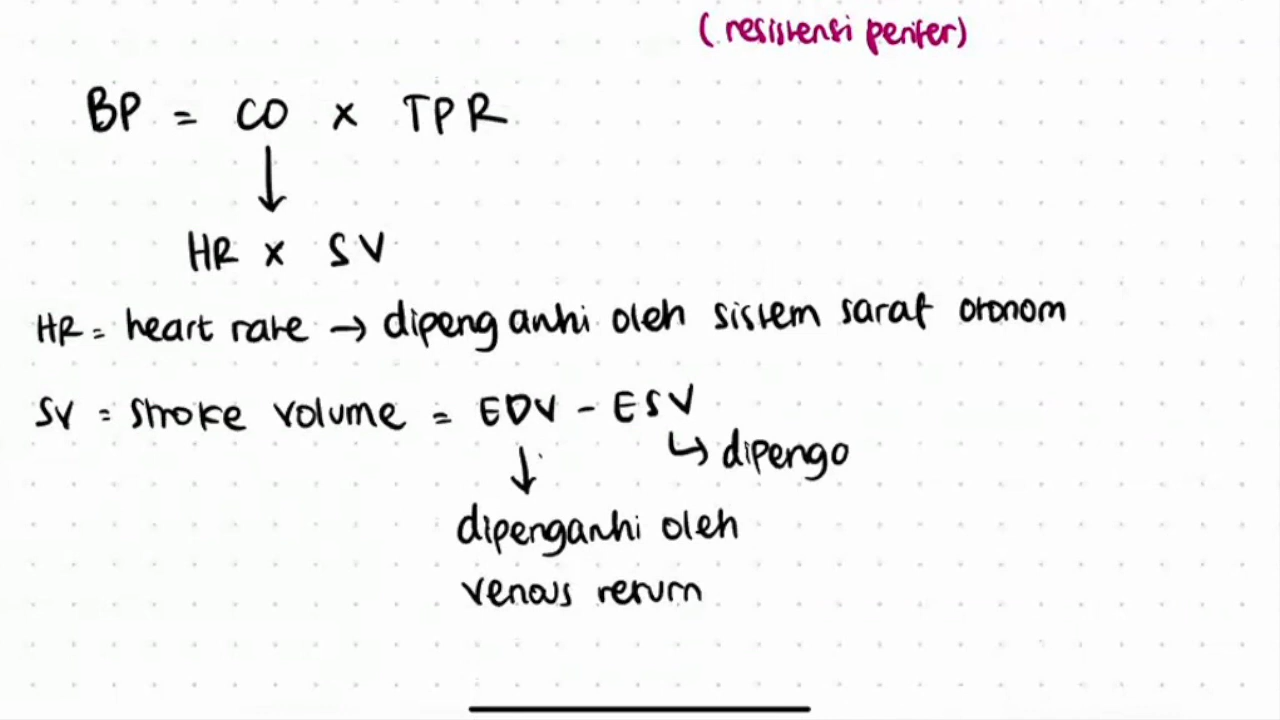 (resistensi perifer)
BP = CO x TPR
↓
HR x SV
HR = heart rate → dipengaruhi oleh sistem saraf otonom
SV = stroke volume = EDV - ESV
↓ ↳ dipengo
dipengaruhi oleh
venous return